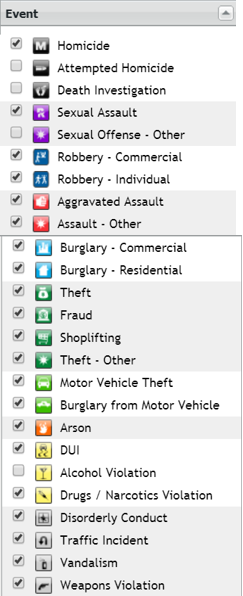 Event
M Homicide
Attempted Homicide
Death Investigation
Sexual Assault
Sexual Offense - Other
Robbery - Commercial
Robbery - Individual
Aggravated Assault
Assault - Other
Burglary - Commercial
Burglary - Residential
Theft
Fraud
Shoplifting
Theft - Other
Motor Vehicle Theft
Burglary from Motor Vehicle
Arson
DUI
Alcohol Violation
Drugs / Narcotics Violation
Disorderly Conduct
Traffic Incident
Vandalism
Weapons Violation